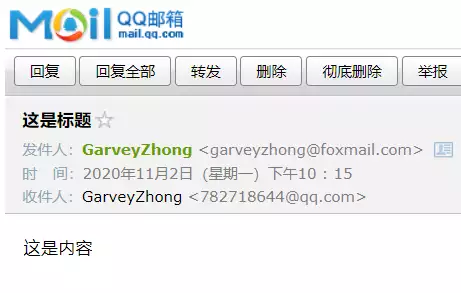 Mail QQ邮箱
mail.qq.com
回复 回复全部 转发 删除 彻底删除 举报
这是标题☆
发件人：GarveyZhong <garveyzhong@foxmail.com>
时　间：2020年11月2日（星期一）下午10：15
收件人：GarveyZhong <782718644@qq.com>
这是内容